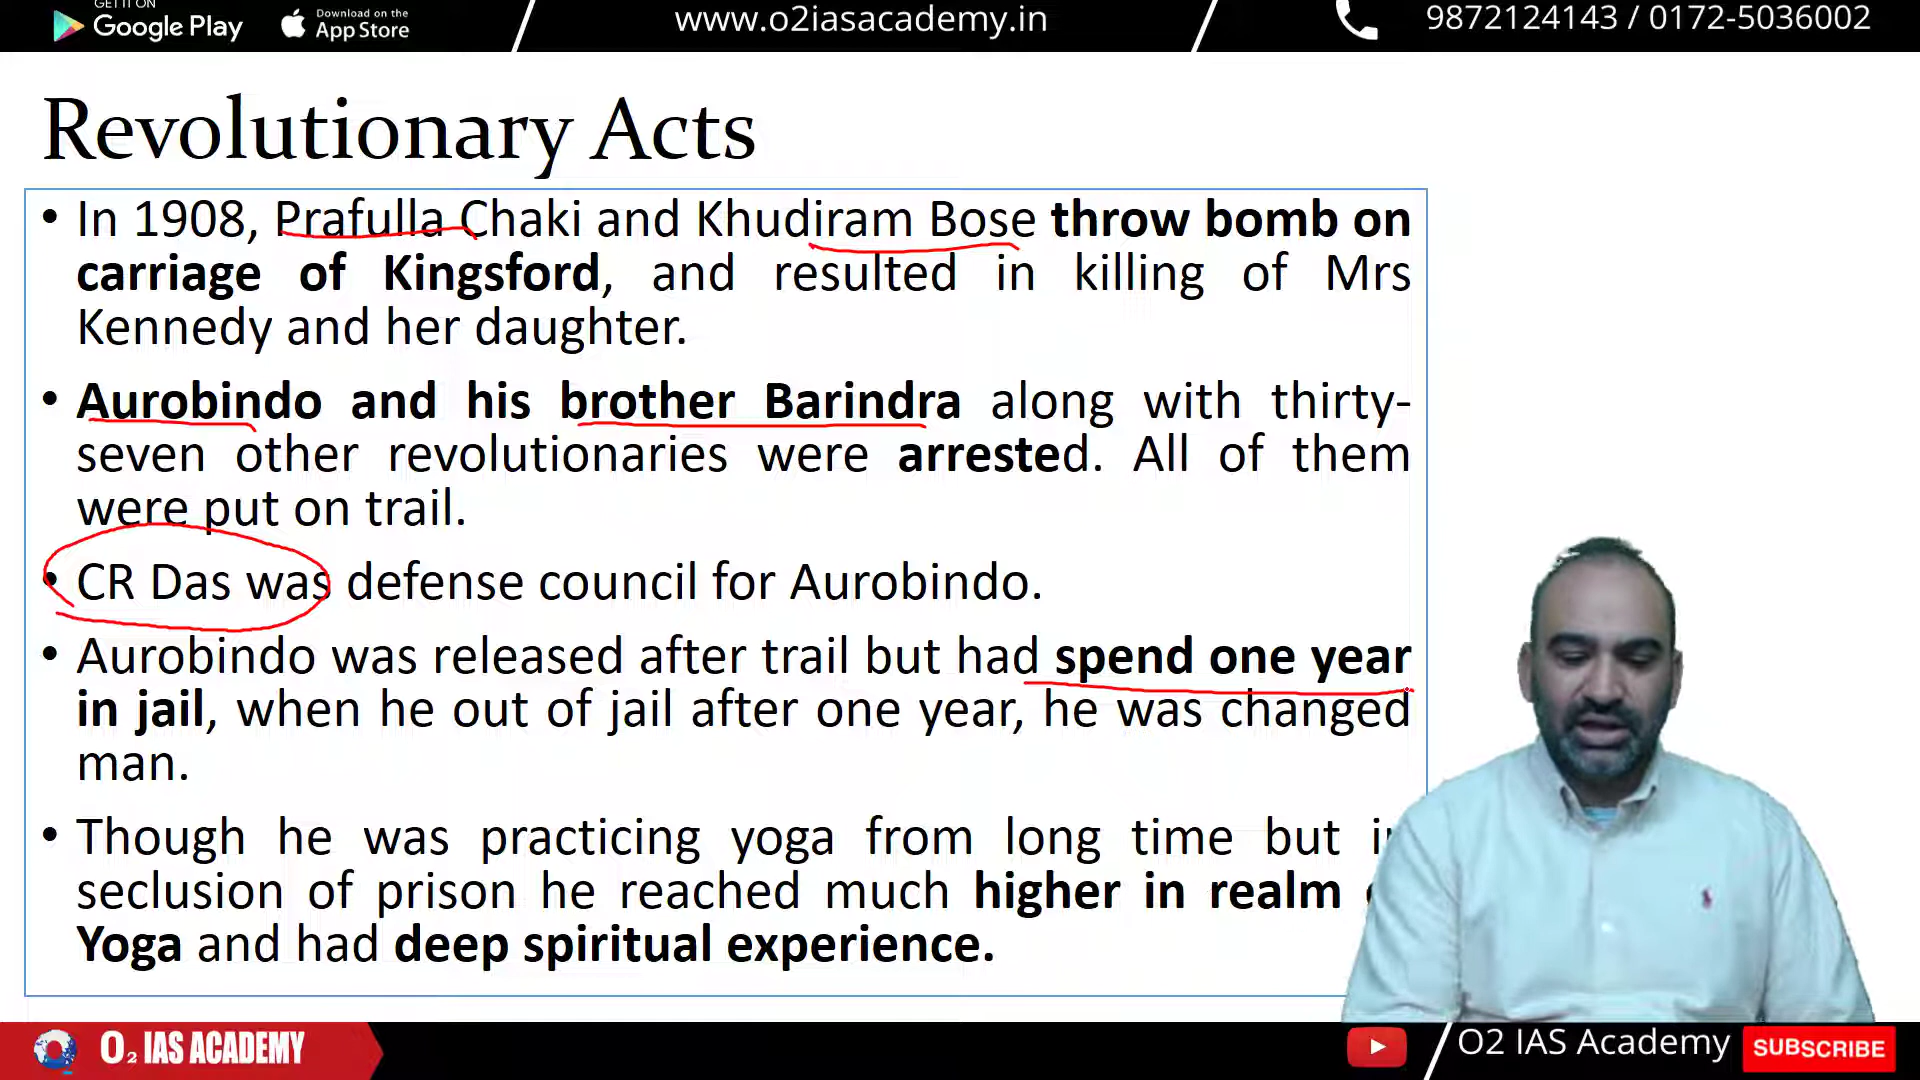 GET IT ON
Google Play
Download on the
App Store
www.o2iasacademy.in
9872124143 / 0172-5036002
Revolutionary Acts
• In 1908, Prafulla Chaki and Khudiram Bose throw bomb on
carriage of Kingsford, and resulted in killing of Mrs
Kennedy and her daughter.
• Aurobindo and his brother Barindra along with thirty-
seven other revolutionaries were arrested. All of them
were put on trail.
• CR Das was defense council for Aurobindo.
• Aurobindo was released after trail but had spend one year
in jail, when he out of jail after one year, he was changed
man.
• Though he was practicing yoga from long time but
seclusion of prison he reached much higher in realm
Yoga and had deep spiritual experience.
O2 IAS ACADEMY
O2 IAS Academy
SUBSCRIBE